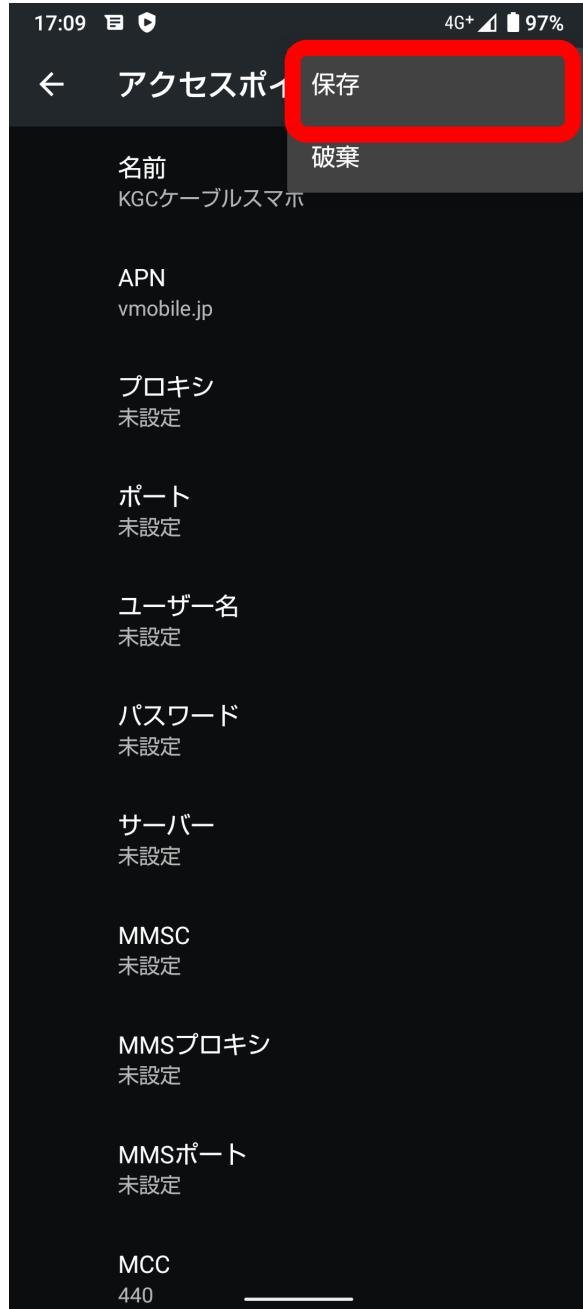 17:09 4G+ 97%
アクセスポイ
保存
破棄
名前
KGCケーブルスマホ
APN
vmobile.jp
プロキシ
未設定
ポート
未設定
ユーザー名
未設定
パスワード
未設定
サーバー
未設定
MMSC
未設定
MMSプロキシ
未設定
MMSポート
未設定
MCC
440